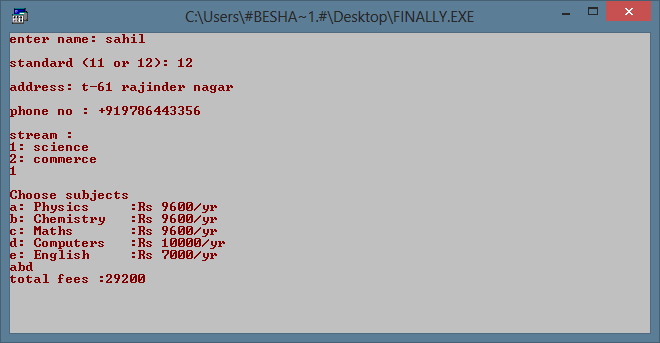 C:\Users\#BESHA~1.#\Desktop\FINALLY.EXE
enter name: sahil
standard (11 or 12): 12
address: t-61 rajinder nagar
phone no : +919786443356
stream :
1: science
2: commerce
1
Choose subjects
a: Physics     :Rs 9600/yr
b: Chemistry   :Rs 9600/yr
c: Maths       :Rs 9600/yr
d: Computers   :Rs 10000/yr
e: English     :Rs 7000/yr
abd
total fees :29200